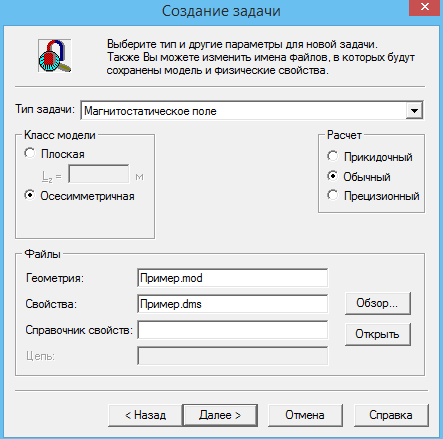 Создание задачи
Выберите тип и другие параметры для новой задачи.
Также Вы можете изменить имена файлов, в которых будут
сохранены модель и физические свойства.
Тип задачи: Магнитостатическое поле
Класс модели
Плоская
Lz = м
Осесимметричная
Расчет
Прикидочный
Обычный
Прецизионный
Файлы
Геометрия: Пример.mod
Свойства: Пример.dms Обзор...
Справочник свойств: Открыть
Цепь:
< Назад Далее > Отмена Справка